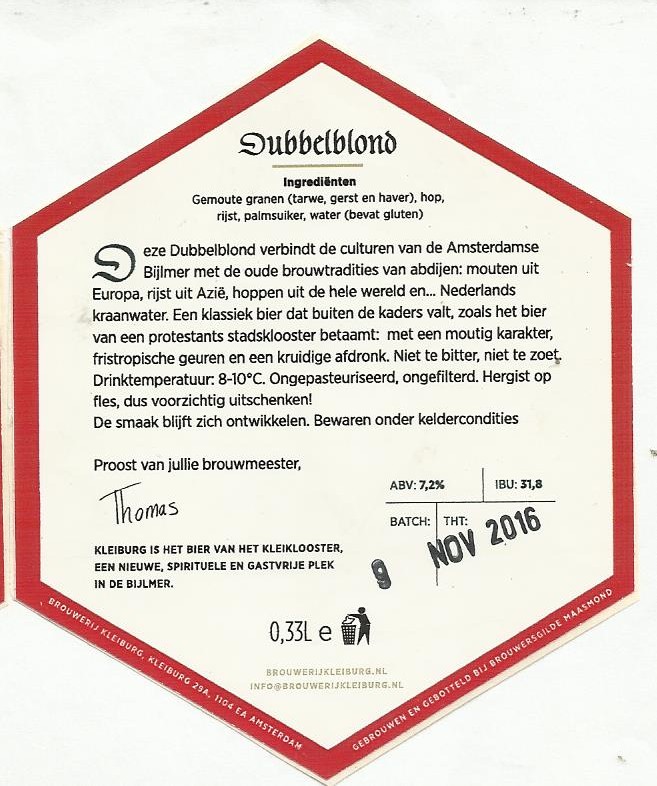 Dubbelblond
Ingrediënten
Gemoute granen (tarwe, gerst en haver), hop,
rijst, palmsuiker, water (bevat gluten)
Deze Dubbelblond verbindt de culturen van de Amsterdamse
Bijlmer met de oude brouwtradities van abdijen: mouten uit
Europa, rijst uit Azië, hoppen uit de hele wereld en... Nederlands
kraanwater. Een klassiek bier dat buiten de kaders valt, zoals het bier
van een protestants stadsklooster betaamt: met een moutig karakter,
fristropische geuren en een kruidige afdronk. Niet te bitter, niet te zoet.
Drinktemperatuur: 8-10°C. Ongepasteuriseerd, ongefilterd. Hergist op
fles, dus voorzichtig uitschenken!
De smaak blijft zich ontwikkelen. Bewaren onder keldercondities
Proost van jullie brouwmeester,
Thomas
ABV: 7,2% IBU: 31,8
BATCH: THT:
9 NOV 2016
KLEIBURG IS HET BIER VAN HET KLEIKLOOSTER,
EEN NIEUWE, SPIRITUELE EN GASTVRIJE PLEK
IN DE BIJLMER.
0,33L e
BROUWERIJKLEIBURG.NL
INFO@BROUWERIJKLEIBURG.NL
BROUWERIJ KLEIBURG, KLEIBURG 29A, 1104 EA AMSTERDAM
GEBROUWEN EN GEBOTTELD BIJ BROUWERSGILDE MAASMOND